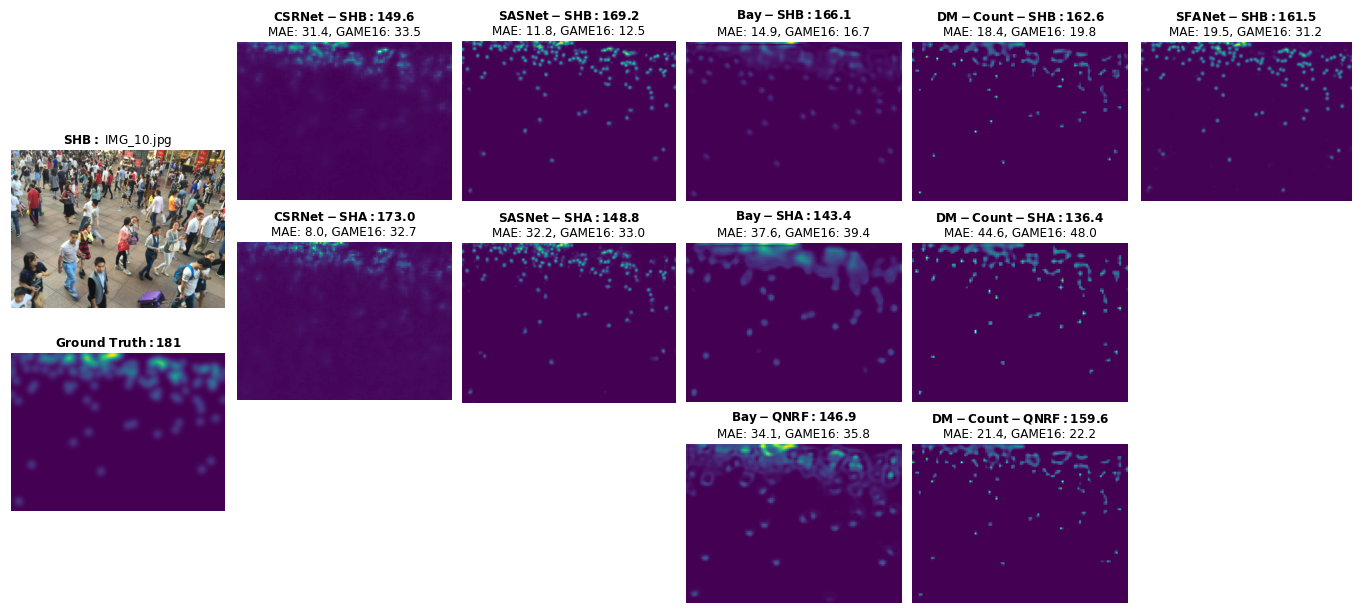 CSRNet − SHB : 149.6
MAE: 31.4, GAME16: 33.5
SASNet − SHB : 169.2
MAE: 11.8, GAME16: 12.5
Bay − SHB : 166.1
MAE: 14.9, GAME16: 16.7
DM − Count − SHB : 162.6
MAE: 18.4, GAME16: 19.8
SFANet − SHB : 161.5
MAE: 19.5, GAME16: 31.2
SHB : IMG_10.jpg
CSRNet − SHA : 173.0
MAE: 8.0, GAME16: 32.7
SASNet − SHA : 148.8
MAE: 32.2, GAME16: 33.0
Bay − SHA : 143.4
MAE: 37.6, GAME16: 39.4
DM − Count − SHA : 136.4
MAE: 44.6, GAME16: 48.0
Ground Truth : 181
Bay − QNRF : 146.9
MAE: 34.1, GAME16: 35.8
DM − Count − QNRF : 159.6
MAE: 21.4, GAME16: 22.2